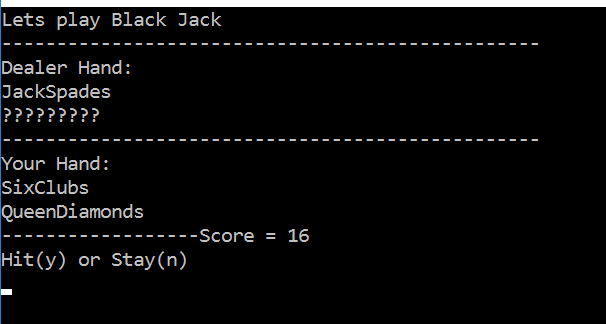 Lets play Black Jack
-------------------------------------------------
Dealer Hand:
JackSpades
?????????
-------------------------------------------------
Your Hand:
SixClubs
QueenDiamonds
------------------Score = 16
Hit(y) or Stay(n)